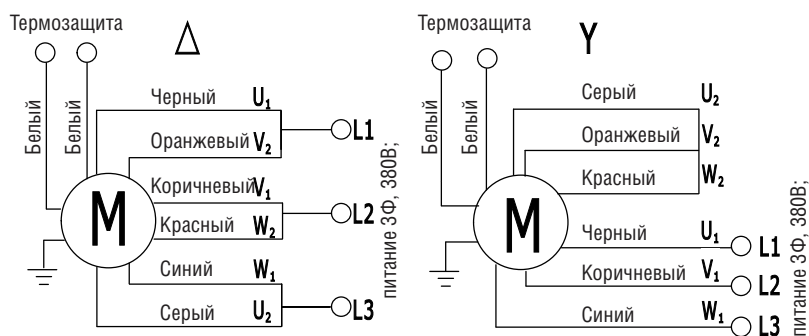 Термозащита
Δ
Белый
Белый
Черный U₁
Оранжевый V₂
L1
Коричневый V₁
Красный W₂
L2
Синий W₁
Серый U₂
L3
M
питание 3Ф, 380В;
Термозащита
Y
Белый
Белый
Серый U₂
Оранжевый V₂
Красный W₂
M
Черный U₁ L1
Коричневый V₁ L2
Синий W₁ L3
питание 3Ф, 380В;